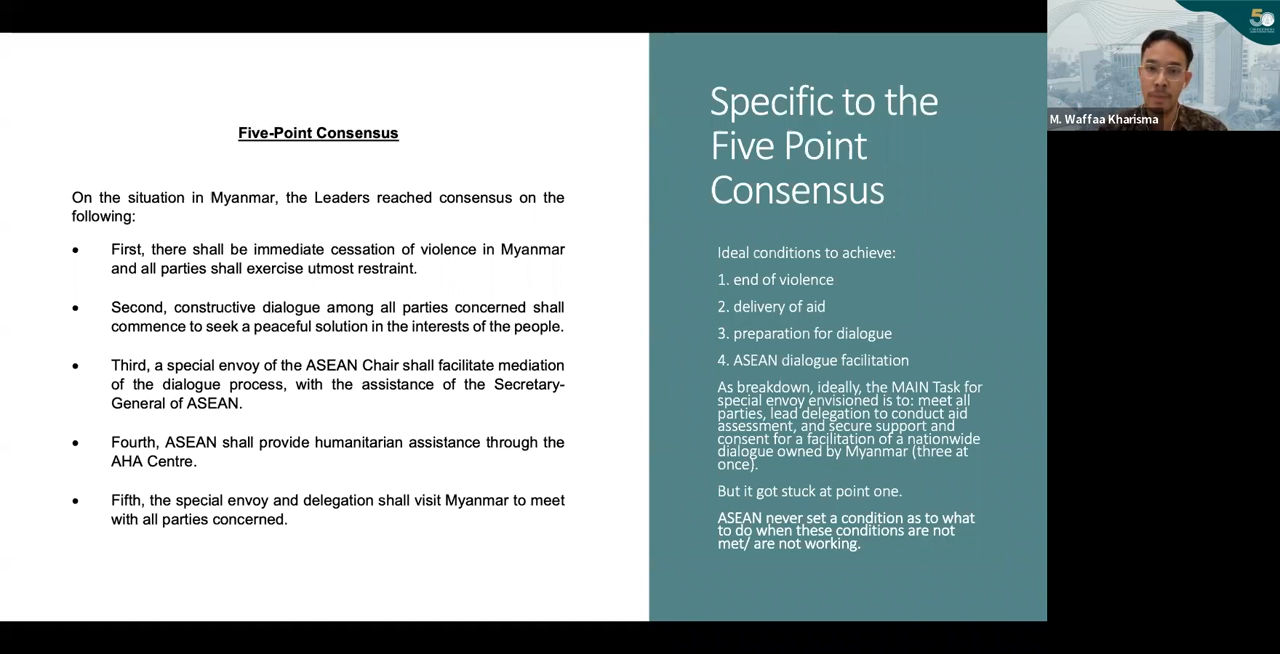 Five-Point Consensus
On the situation in Myanmar, the Leaders reached consensus on the
following:
• First, there shall be immediate cessation of violence in Myanmar
and all parties shall exercise utmost restraint.
• Second, constructive dialogue among all parties concerned shall
commence to seek a peaceful solution in the interests of the people.
• Third, a special envoy of the ASEAN Chair shall facilitate mediation
of the dialogue process, with the assistance of the Secretary-
General of ASEAN.
• Fourth, ASEAN shall provide humanitarian assistance through the
AHA Centre.
• Fifth, the special envoy and delegation shall visit Myanmar to meet
with all parties concerned.
Specific to the
Five Point
Consensus
Ideal conditions to achieve:
1. end of violence
2. delivery of aid
3. preparation for dialogue
4. ASEAN dialogue facilitation
As breakdown, ideally, the MAIN Task for
special envoy envisioned is to: meet all
parties, lead delegation to conduct aid
assessment, and secure support and
consent for a facilitation of a nationwide
dialogue owned by Myanmar (three at
once).
But it got stuck at point one.
ASEAN never set a condition as to what
to do when these conditions are not
met/ are not working.
50
M. Waffaa Kharisma